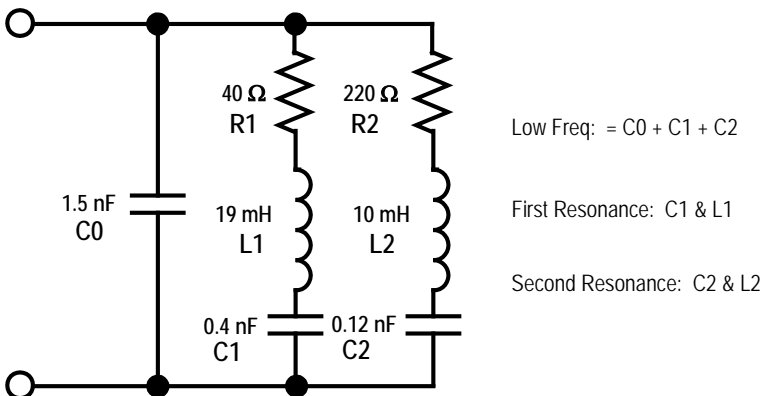 40 Ω
R1
220 Ω
R2
Low Freq: = C0 + C1 + C2
1.5 nF
C0
19 mH
L1
10 mH
L2
First Resonance: C1 & L1
Second Resonance: C2 & L2
0.4 nF
C1
0.12 nF
C2